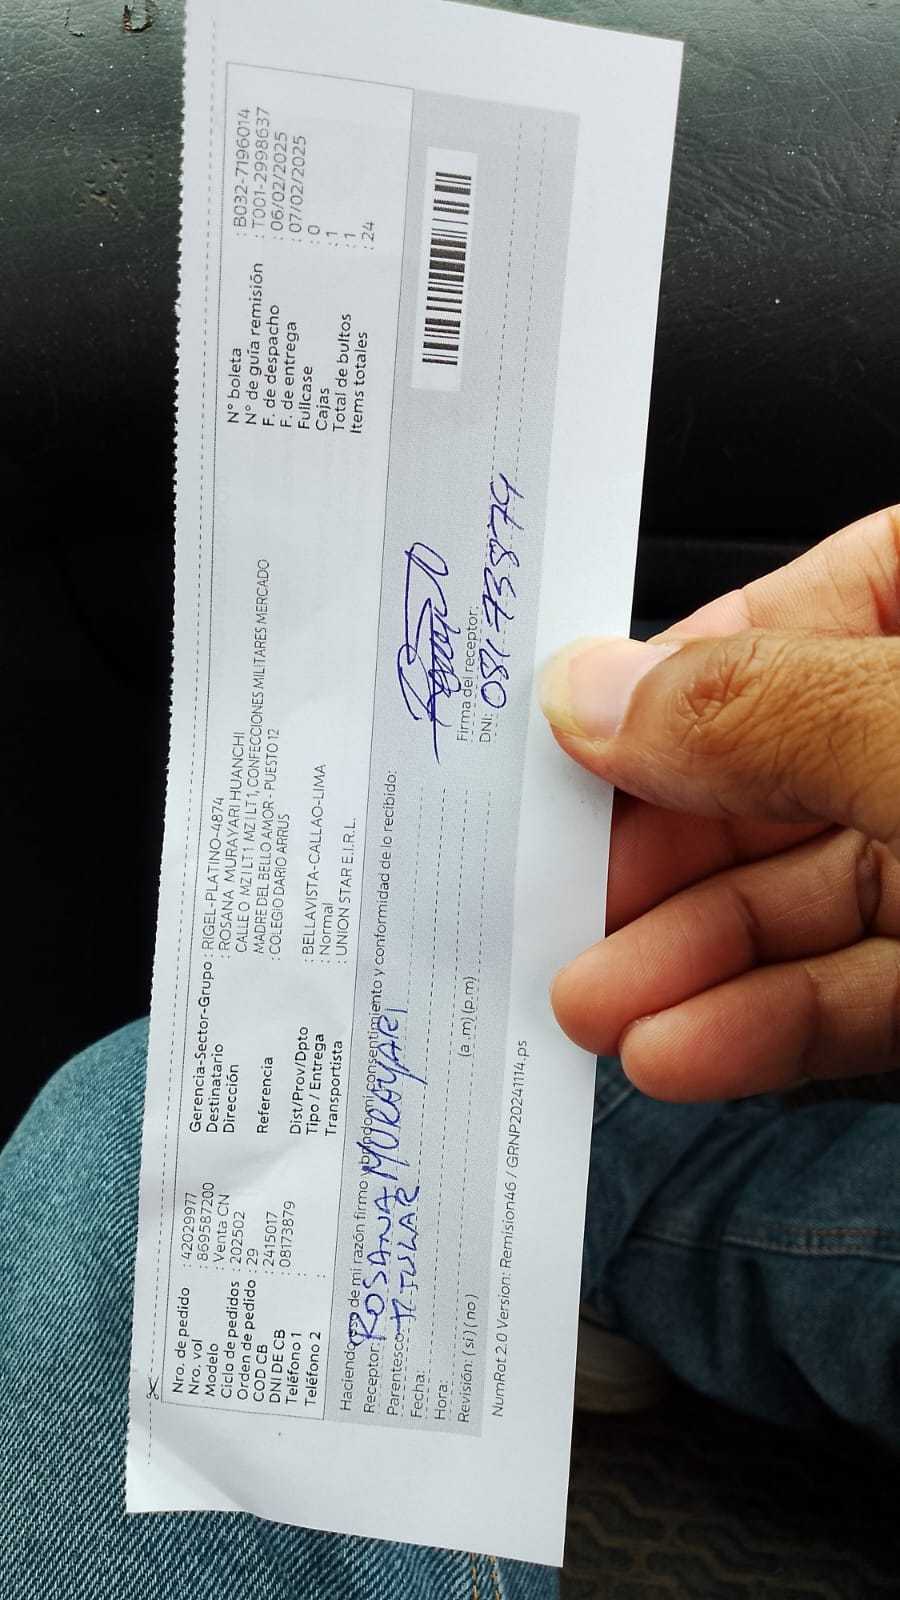 Nro. de pedido : 42029977
Nro. vol : 869587200
Modelo : Venta CN
Ciclo de pedidos : 202502
Orden de pedido : 29
COD CB : 2415017
DNI DE CB : 08173879
Teléfono 1 :
Teléfono 2 :
Gerencia-Sector-Grupo : RIGEL-PLATINO-4874
Destinatario : ROSANA MURAYARI HUANCHI
Dirección CALLE O MZ I LT 1 MZ I LT 1, CONFECCIONES MILITARES MERCADO
MADRE DEL BELLO AMOR - PUESTO 12
Referencia : COLEGIO DARIO ARRUS
Dist/Prov/Dpto : BELLAVISTA-CALLAO-LIMA
Tipo / Entrega : Normal
Transportista : UNION STAR E.I.R.L.
N° boleta : B032-7196014
N° de guía remisión : T001-2998637
F. de despacho : 06/02/2025
F. de entrega : 07/02/2025
Fullcase : 0
Cajas : 1
Total de bultos : 1
Items totales : 24
Haciendo uso de mi razón firmo y brindo mi consentimiento y conformidad de lo recibido:
Receptor: ROSANA MURAYARI
Parentesco: TITULAR
Fecha:
Hora: (a .m) (p.m)
Revisión: ( si ) ( no )
Firma del receptor:
DNI: 08173879
NumRot 2.0 Version: Remision46 / GRNP20241114.ps